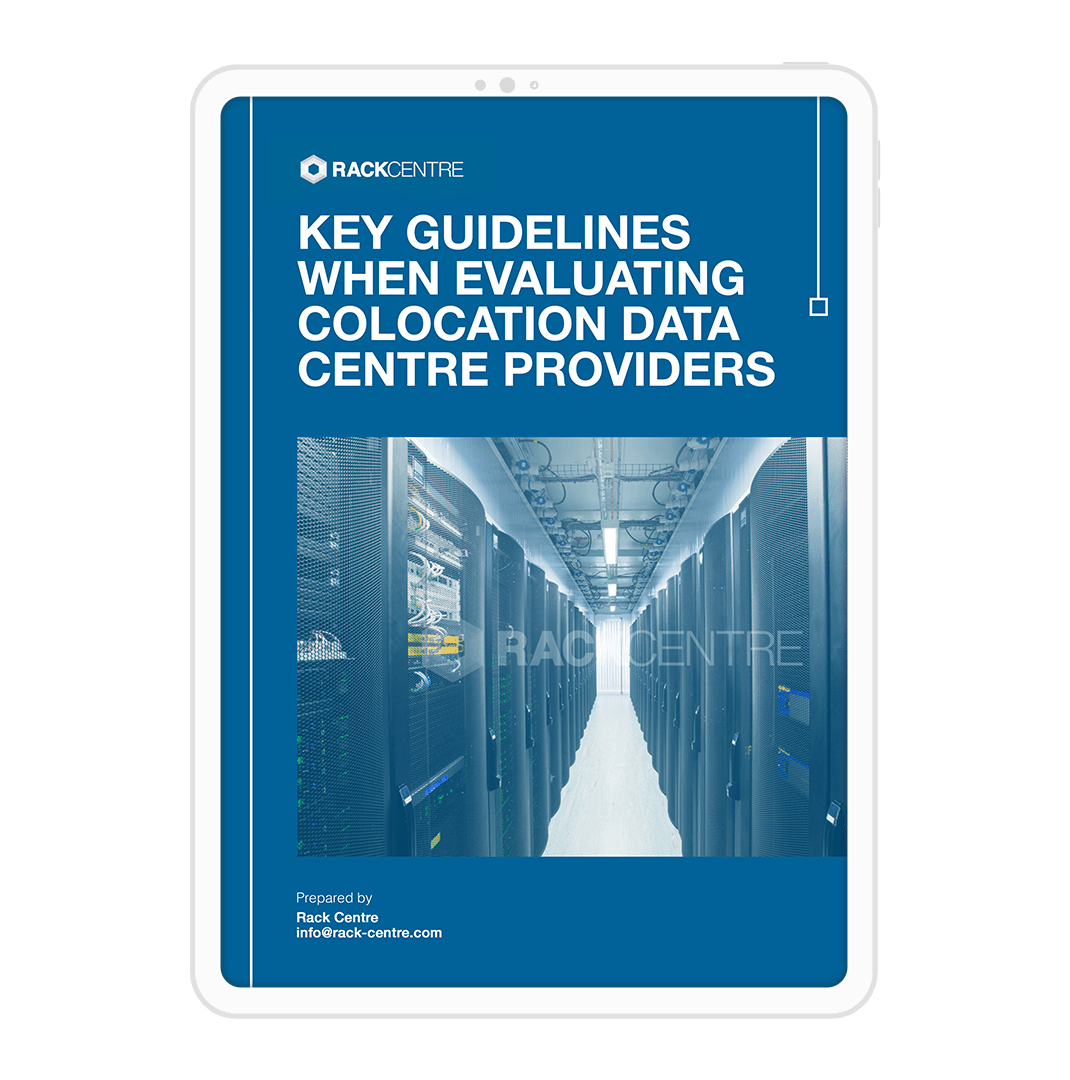 RACKCENTRE
KEY GUIDELINES
WHEN EVALUATING
COLOCATION DATA
CENTRE PROVIDERS
RACKCENTRE
Prepared by
Rack Centre
info@rack-centre.com